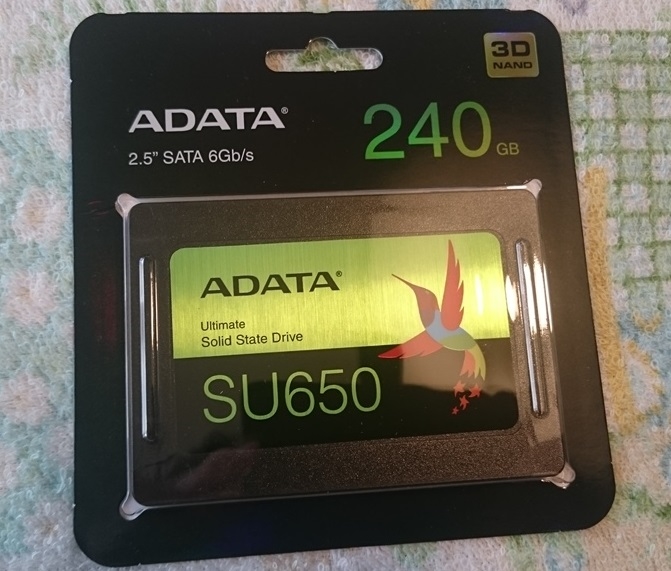 3D
NAND
ADATA®
240 GB
2.5" SATA 6Gb/s
ADATA®
Ultimate
Solid State Drive
SU650